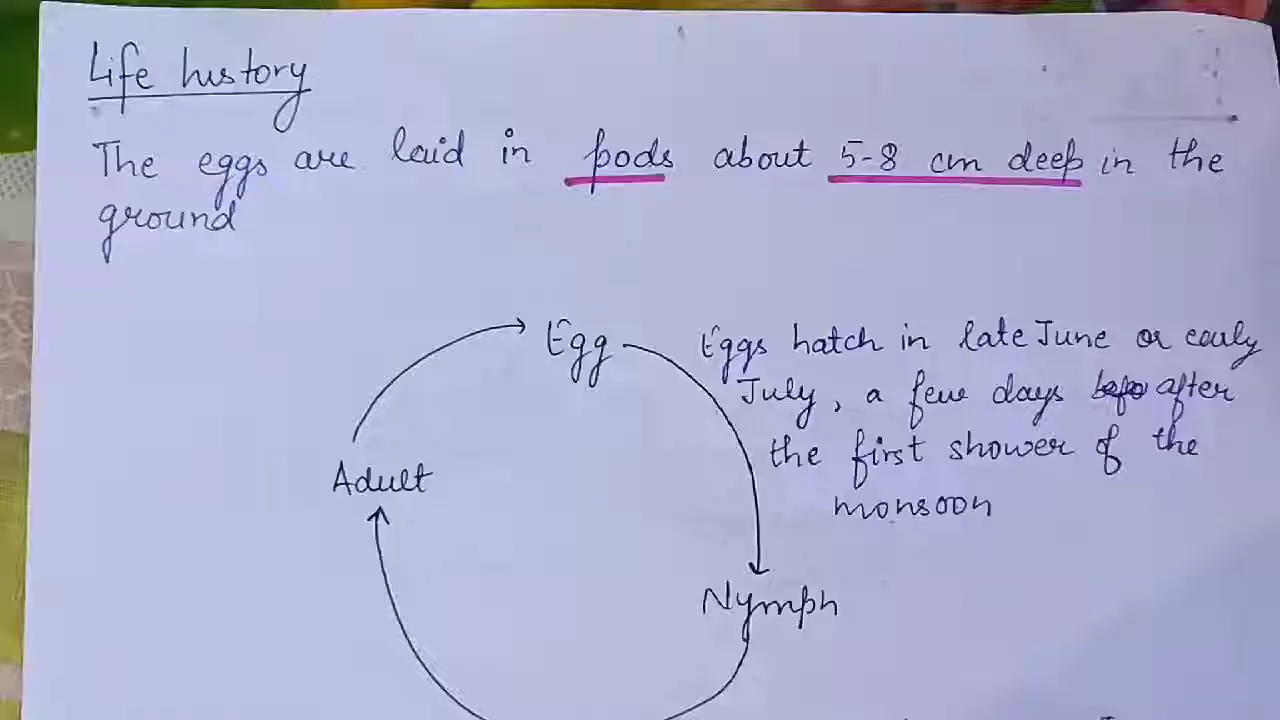 Life history
The eggs are laid in pods about 5-8 cm deep in the
ground
Egg
Eggs hatch in late June or early
July, a few days after
the first shower of the
monsoon
Adult
Nymph